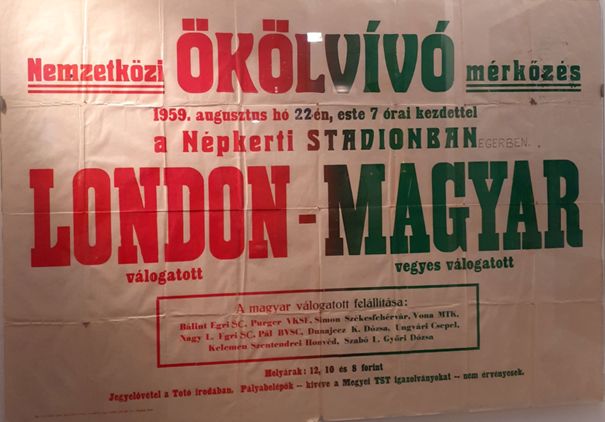 Nemzetközi ÖKÖLVÍVÓ mérkőzés
1959. augusztus hó 22én, este 7 órai kezdettel
a Népkerti STADIONBAN EGERBEN.
LONDON-MAGYAR
válogatott vegyes válogatott
A magyar válogatott felállítása:
Bálint Egri SC, Purger VKSE, Simon Székesfehérvár, Vona MTK,
Nagy L. Egri SC, Pál BVSC, Dunajecz K. Dózsa, Ungvári Csepel,
Kelemen Szentendrei Honvéd, Szabó I. Győri Dózsa
Helyárak: 12, 10 és 8 forint
Jegyelővétel a Totó irodában. Pályabelépők – kivéve a Megyei TST igazolványokat – nem érvényesek.